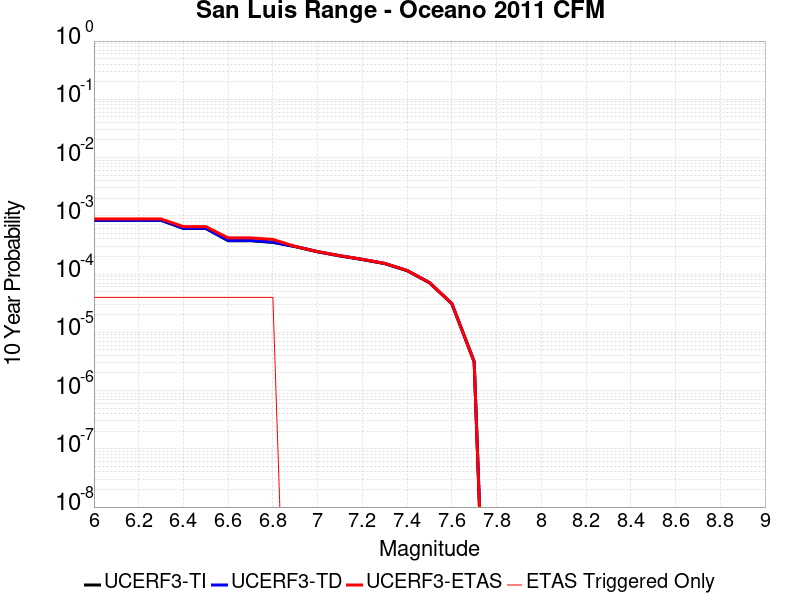 San Luis Range - Oceano 2011 CFM
10^0
10^-1
10^-2
10^-3
10^-4
10^-5
10^-6
10^-7
10^-8
10 Year Probability
6 6.2 6.4 6.6 6.8 7 7.2 7.4 7.6 7.8 8 8.2 8.4 8.6 8.8 9
Magnitude
UCERF3-TI UCERF3-TD UCERF3-ETAS ETAS Triggered Only